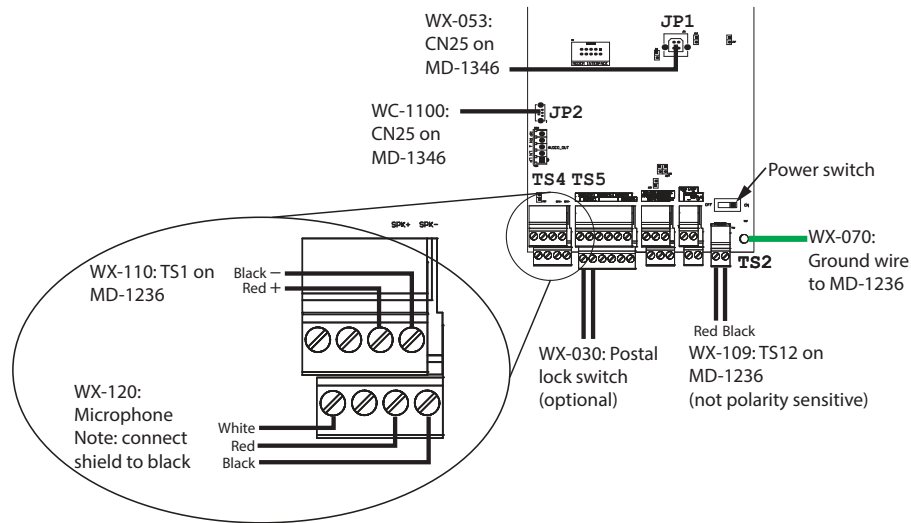 WX-053:
CN25 on
MD-1346
JP1
WC-1100:
CN25 on
MD-1346
JP2
AUDIO_OUT
TS4 TS5
Power switch
OFF
ON
WX-070:
Ground wire
to MD-1236
TS2
SPK+ SPK-
WX-110: TS1 on
MD-1236
Black –
Red +
WX-120:
Microphone
Note: connect
shield to black
White
Red
Black
WX-030: Postal
lock switch
(optional)
Red Black
WX-109: TS12 on
MD-1236
(not polarity sensitive)